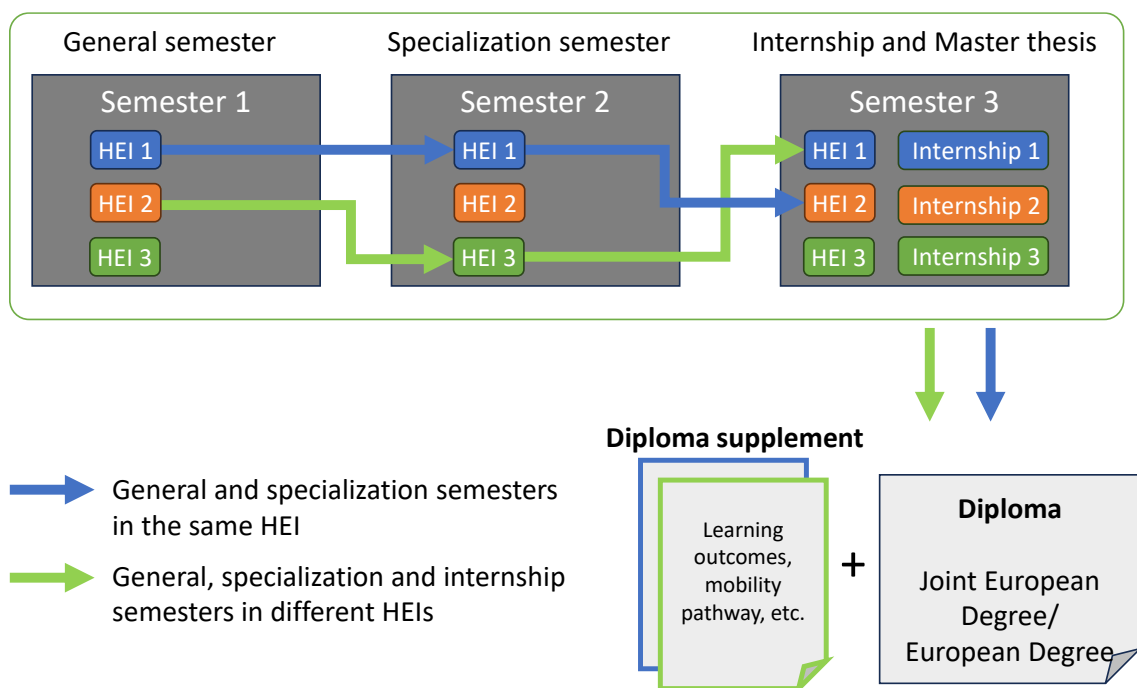 General semester
Specialization semester
Internship and Master thesis
Semester 1
Semester 2
Semester 3
HEI 1
HEI 1
HEI 1
Internship 1
HEI 2
HEI 2
HEI 2
Internship 2
HEI 3
HEI 3
HEI 3
Internship 3
General and specialization semesters
in the same HEI
General, specialization and internship
semesters in different HEIs
Diploma supplement
Learning
outcomes,
mobility
pathway, etc.
+
Diploma
Joint European
Degree/
European Degree